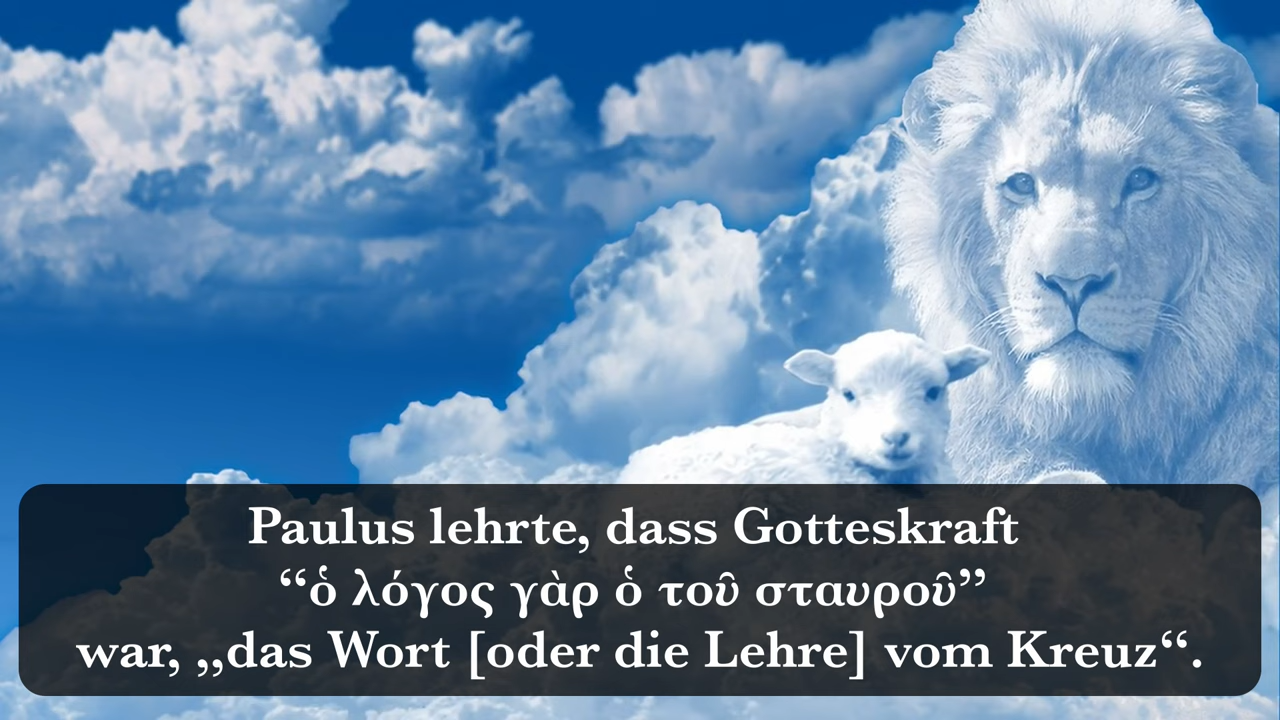 Paulus lehrte, dass Gotteskraft
“ὁ λόγος γὰρ ὁ τοῦ σταυροῦ”
war, ,,das Wort [oder die Lehre] vom Kreuz“.